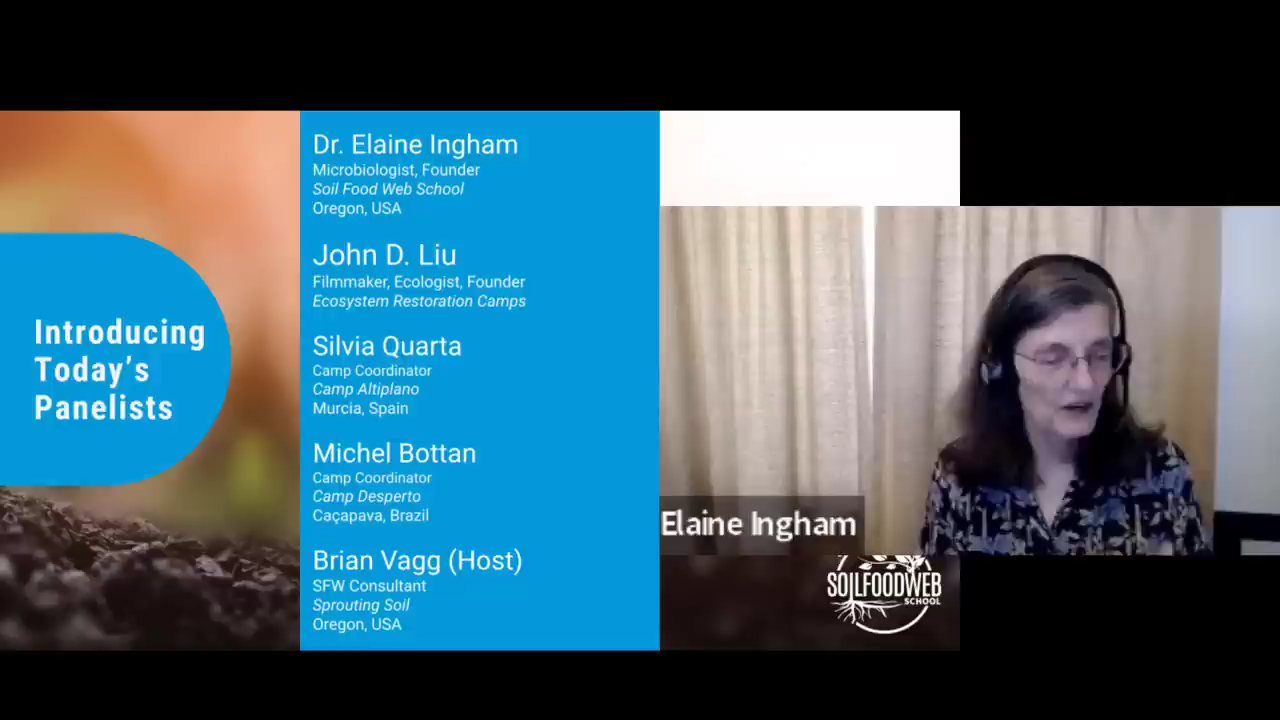 Introducing
Today's
Panelists
Dr. Elaine Ingham
Microbiologist, Founder
Soil Food Web School
Oregon, USA
John D. Liu
Filmmaker, Ecologist, Founder
Ecosystem Restoration Camps
Silvia Quarta
Camp Coordinator
Camp Altiplano
Murcia, Spain
Michel Bottan
Camp Coordinator
Camp Desperto
Caçapava, Brazil
Brian Vagg (Host)
SFW Consultant
Sprouting Soil
Oregon, USA
Elaine Ingham
SOILFOODWEB
SCHOOL